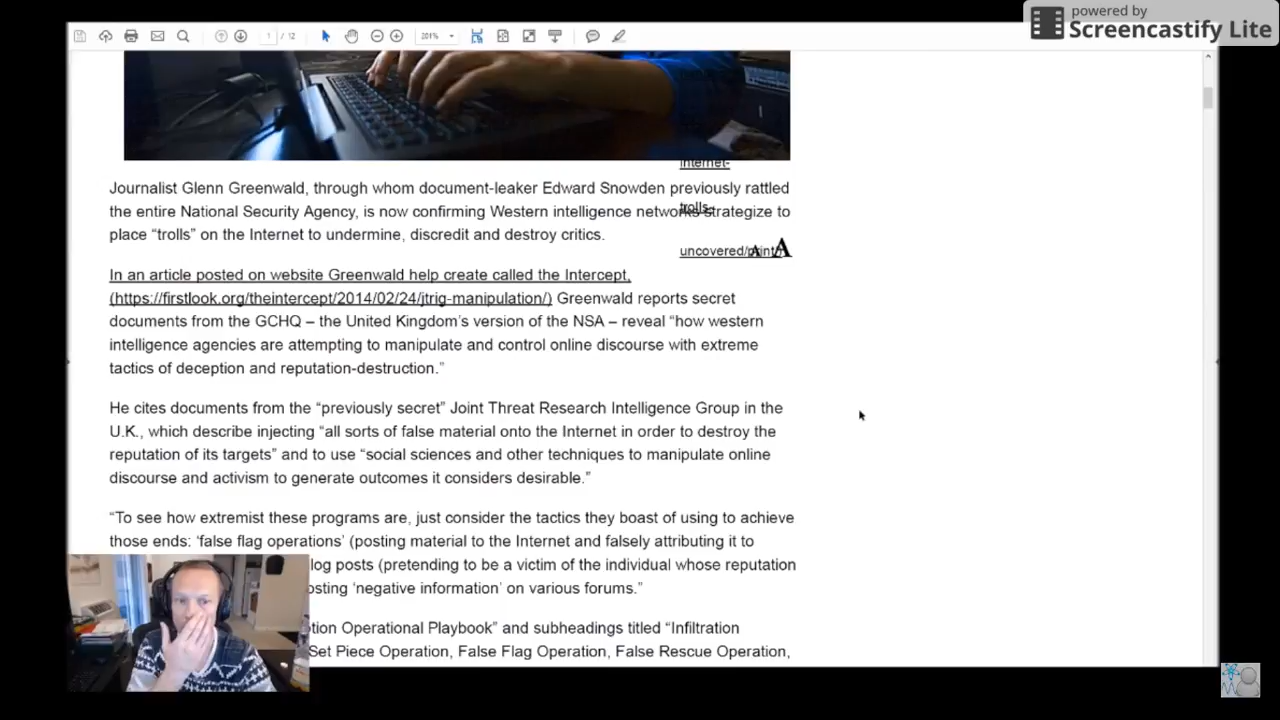 powered by
Screencastify Lite
1 / 12
201%
internet-
Journalist Glenn Greenwald, through whom document-leaker Edward Snowden previously rattled
trolls-
the entire National Security Agency, is now confirming Western intelligence networks strategize to
place “trolls” on the Internet to undermine, discredit and destroy critics.
uncovered/print/)
A A
In an article posted on website Greenwald help create called the Intercept,
(https://firstlook.org/theintercept/2014/02/24/jtrig-manipulation/) Greenwald reports secret
documents from the GCHQ – the United Kingdom’s version of the NSA – reveal “how western
intelligence agencies are attempting to manipulate and control online discourse with extreme
tactics of deception and reputation-destruction.”
He cites documents from the “previously secret” Joint Threat Research Intelligence Group in the
U.K., which describe injecting “all sorts of false material onto the Internet in order to destroy the
reputation of its targets” and to use “social sciences and other techniques to manipulate online
discourse and activism to generate outcomes it considers desirable.”
“To see how extremist these programs are, just consider the tactics they boast of using to achieve
those ends: ‘false flag operations’ (posting material to the Internet and falsely attributing it to
log posts (pretending to be a victim of the individual whose reputation
osting ‘negative information’ on various forums.”
tion Operational Playbook” and subheadings titled “Infiltration
Set Piece Operation, False Flag Operation, False Rescue Operation,